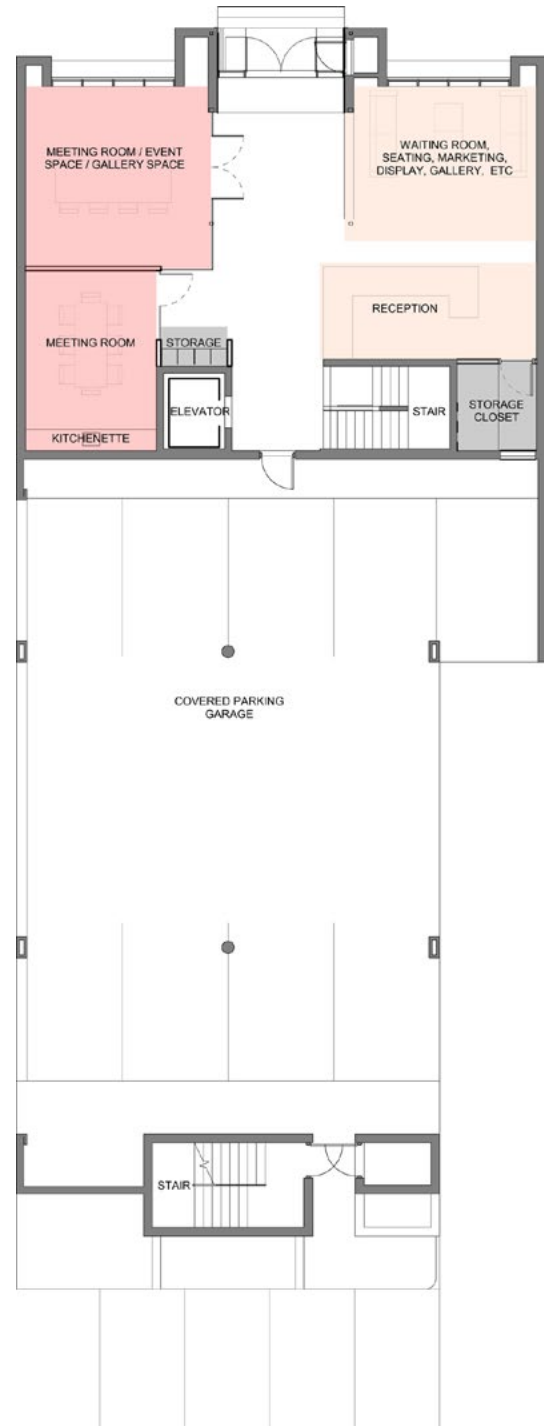 MEETING ROOM / EVENT
SPACE / GALLERY SPACE
WAITING ROOM,
SEATING, MARKETING,
DISPLAY, GALLERY, ETC
RECEPTION
MEETING ROOM
STORAGE
ELEVATOR
STAIR
STORAGE
CLOSET
KITCHENETTE
COVERED PARKING
GARAGE
STAIR